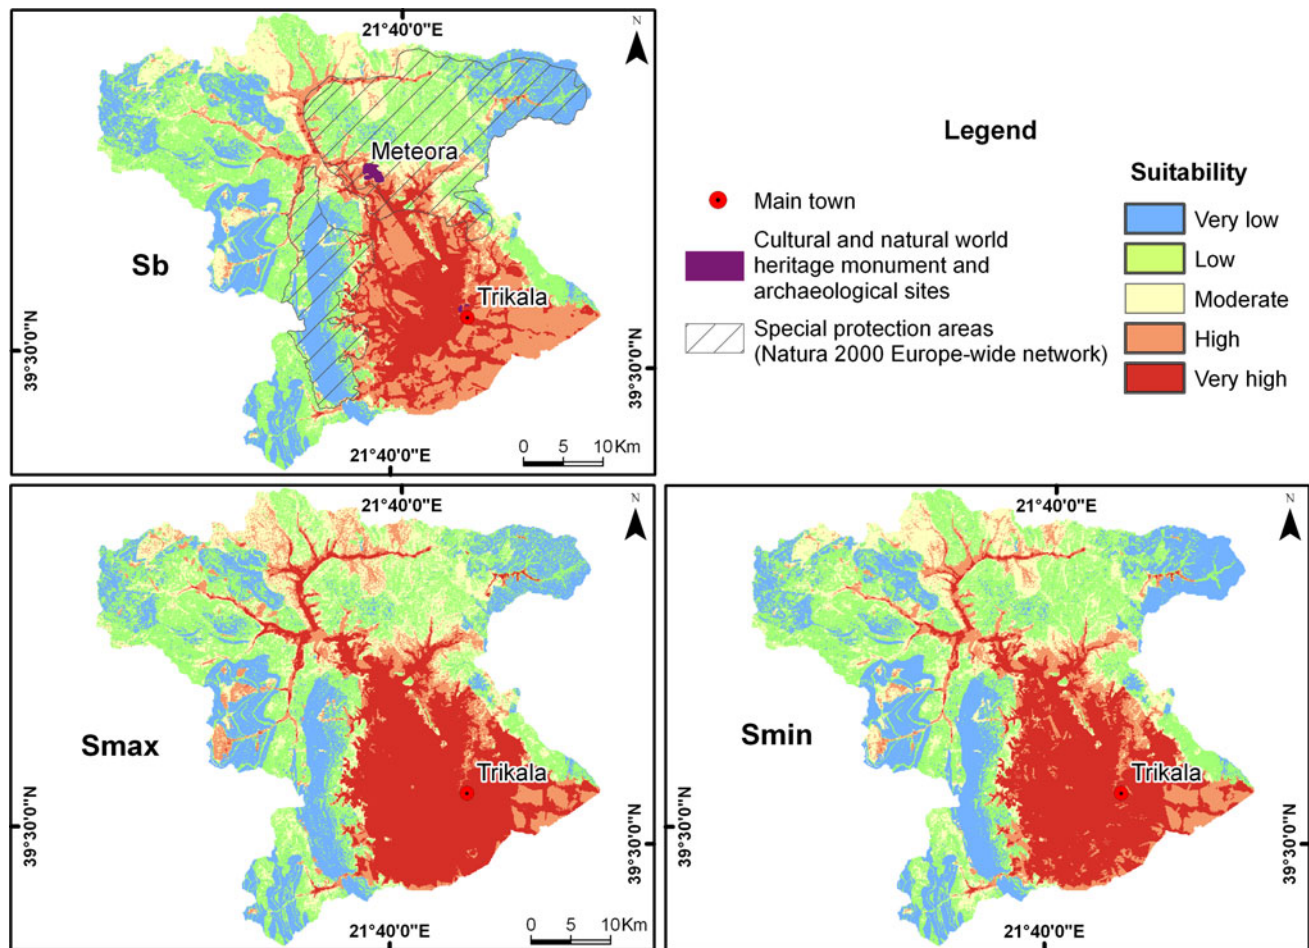 21°40'0"E
N
Meteora
Sb
Trikala
39°30'0"N
39°30'0"N
0 5 10Km
21°40'0"E
Legend
Main town
Cultural and natural world
heritage monument and
archaeological sites
Special protection areas
(Natura 2000 Europe-wide network)
Suitability
Very low
Low
Moderate
High
Very high
21°40'0"E
N
Smax
Trikala
39°30'0"N
39°30'0"N
0 5 10Km
21°40'0"E
21°40'0"E
N
Smin
Trikala
39°30'0"N
39°30'0"N
21°40'0"E